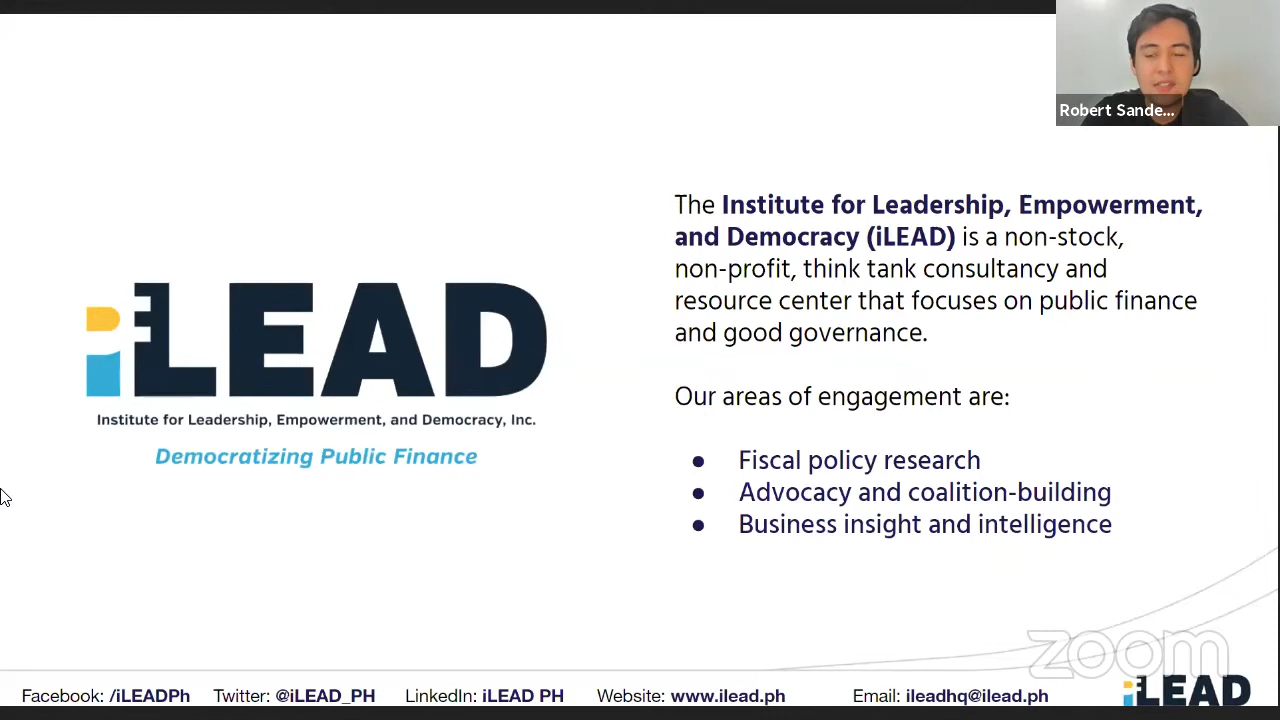 Robert Sande...
The Institute for Leadership, Empowerment,
and Democracy (iLEAD) is a non-stock,
non-profit, think tank consultancy and
resource center that focuses on public finance
and good governance.
Our areas of engagement are:
● Fiscal policy research
● Advocacy and coalition-building
● Business insight and intelligence
iLEAD
Institute for Leadership, Empowerment, and Democracy, Inc.
Democratizing Public Finance
zoom
Facebook: /iLEADPh Twitter: @iLEAD_PH LinkedIn: iLEAD PH Website: www.ilead.ph Email: ileadhq@ilead.ph
iLEAD